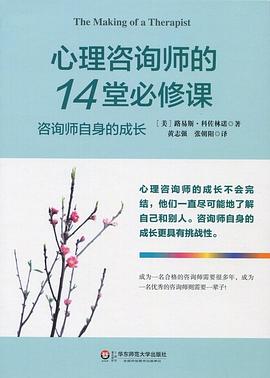 The Making of a Therapist
心理咨询师的
14堂必修课
咨询师自身的成长
[美]路易斯·科佐林诺 著
黄志强 张朝阳 译
心理咨询师的成长不会完
结，他们一直尽可能地了解
自己和别人。咨询师自身的
成长更具有挑战性。
成为一名合格的咨询师需要很多年，成为
一名优秀的咨询师则需要一辈子！
华东师范大学出版社